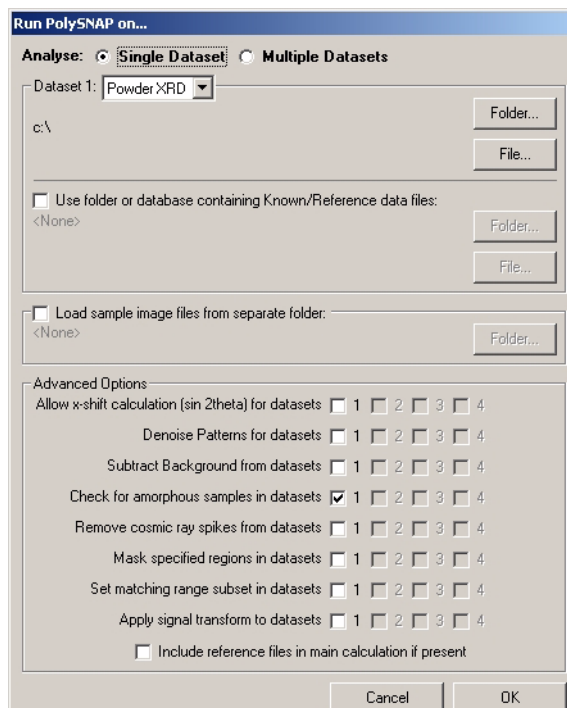 Run PolySNAP on...
Analyse: Single Dataset Multiple Datasets
Dataset 1: Powder XRD
Folder...
c:\
File...
Use folder or database containing Known/Reference data files:
<None>
Folder...
File...
Load sample image files from separate folder:
<None>
Folder...
Advanced Options
Allow x-shift calculation (sin 2theta) for datasets 1 2 3 4
Denoise Patterns for datasets 1 2 3 4
Subtract Background from datasets 1 2 3 4
Check for amorphous samples in datasets 1 2 3 4
Remove cosmic ray spikes from datasets 1 2 3 4
Mask specified regions in datasets 1 2 3 4
Set matching range subset in datasets 1 2 3 4
Apply signal transform to datasets 1 2 3 4
Include reference files in main calculation if present
Cancel OK